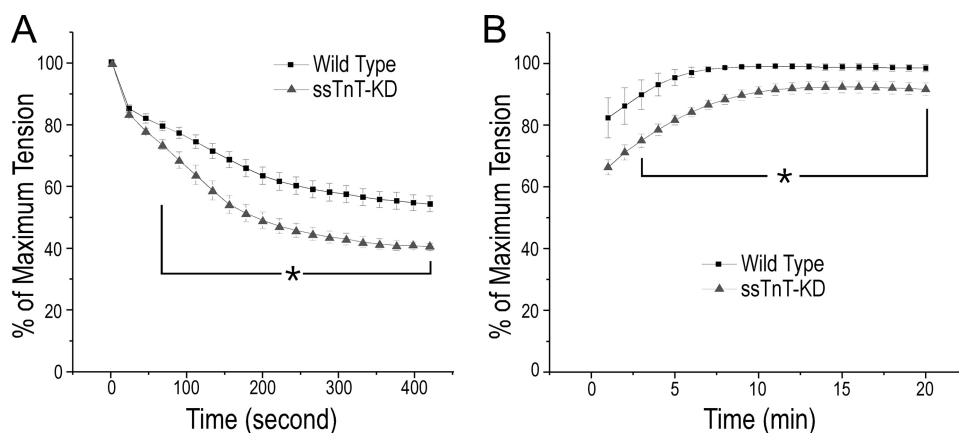 A
Wild Type
ssTnT-KD
100
80
60
40
20
0
*
0 100 200 300 400
% of Maximum Tension
Time (second)
B
100
80
60
40
20
0
*
Wild Type
ssTnT-KD
0 5 10 15 20
% of Maximum Tension
Time (min)